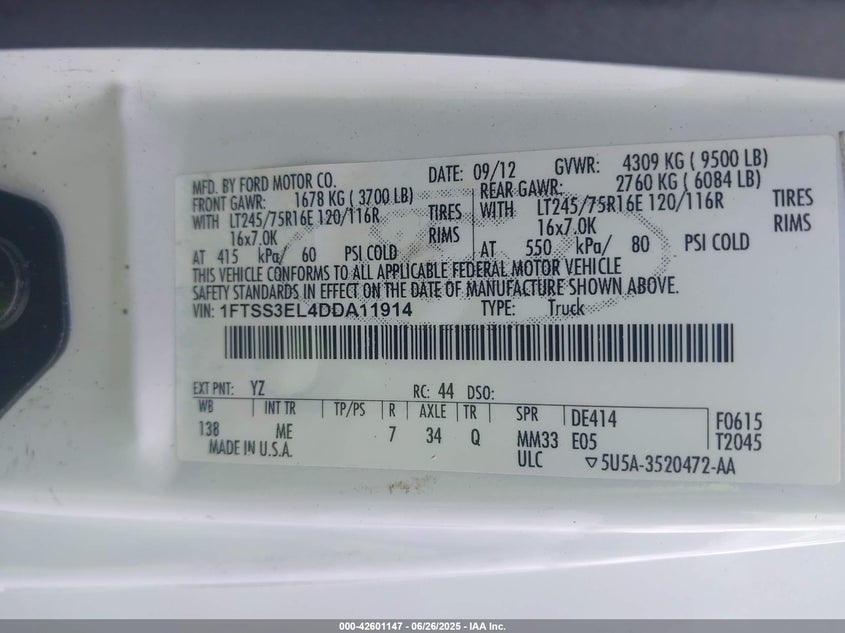 MFD. BY FORD MOTOR CO. DATE: 09/12 GVWR: 4309 KG ( 9500 LB)
FRONT GAWR: 1678 KG ( 3700 LB) REAR GAWR: 2760 KG ( 6084 LB)
WITH LT245/75R16E 120/116R TIRES WITH LT245/75R16E 120/116R TIRES
16x7.0K RIMS 16x7.0K RIMS
AT 415 kPa/ 60 PSI COLD AT 550 kPa/ 80 PSI COLD
THIS VEHICLE CONFORMS TO ALL APPLICABLE FEDERAL MOTOR VEHICLE
SAFETY STANDARDS IN EFFECT ON THE DATE OF MANUFACTURE SHOWN ABOVE.
VIN: 1FTSS3EL4DDA11914 TYPE: Truck
EXT PNT: YZ RC: 44 DSO:
WB INT TR TP/PS R AXLE TR SPR DE414 F0615
138 ME 7 34 Q MM33 E05 T2045
MADE IN U.S.A. ULC ▽5U5A-3520472-AA
000-42601147 - 06/26/2025 - IAA Inc.